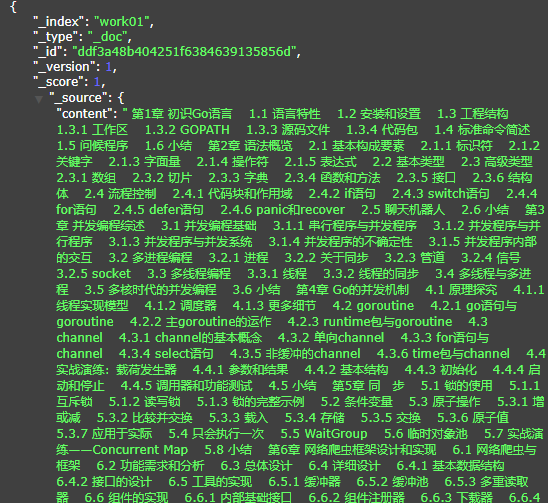 {
"_index": "work01",
"_type": "_doc",
"_id": "ddf3a48b404251f6384639135856d",
"_version": 1,
"_score": 1,
"_source": {
"content": " 第1章 初识Go语言 1.1 语言特性 1.2 安装和设置 1.3 工程结构
1.3.1 工作区 1.3.2 GOPATH 1.3.3 源码文件 1.3.4 代码包 1.4 标准命令简述
1.5 问候程序 1.6 小结 第2章 语法概览 2.1 基本构成要素 2.1.1 标识符 2.1.2
关键字 2.1.3 字面量 2.1.4 操作符 2.1.5 表达式 2.2 基本类型 2.3 高级类型
2.3.1 数组 2.3.2 切片 2.3.3 字典 2.3.4 函数和方法 2.3.5 接口 2.3.6 结构
体 2.4 流程控制 2.4.1 代码块和作用域 2.4.2 if语句 2.4.3 switch语句 2.4.4
for语句 2.4.5 defer语句 2.4.6 panic和recover 2.5 聊天机器人 2.6 小结 第3
章 并发编程综述 3.1 并发编程基础 3.1.1 串行程序与并发程序 3.1.2 并发程序与并
行程序 3.1.3 并发程序与并发系统 3.1.4 并发程序的不确定性 3.1.5 并发程序内部
的交互 3.2 多进程编程 3.2.1 进程 3.2.2 关于同步 3.2.3 管道 3.2.4 信号
3.2.5 socket 3.3 多线程编程 3.3.1 线程 3.3.2 线程的同步 3.4 多线程与多进
程 3.5 多核时代的并发编程 3.6 小结 第4章 Go的并发机制 4.1 原理探究 4.1.1
线程实现模型 4.1.2 调度器 4.1.3 更多细节 4.2 goroutine 4.2.1 go语句与
goroutine 4.2.2 主goroutine的运作 4.2.3 runtime包与goroutine 4.3
channel 4.3.1 channel的基本概念 4.3.2 单向channel 4.3.3 for语句与
channel 4.3.4 select语句 4.3.5 非缓冲的channel 4.3.6 time包与channel 4.4
实战演练：载荷发生器 4.4.1 参数和结果 4.4.2 基本结构 4.4.3 初始化 4.4.4 启
动和停止 4.4.5 调用器和功能测试 4.5 小结 第5章 同 步 5.1 锁的使用 5.1.1
互斥锁 5.1.2 读写锁 5.1.3 锁的完整示例 5.2 条件变量 5.3 原子操作 5.3.1 增
或减 5.3.2 比较并交换 5.3.3 载入 5.3.4 存储 5.3.5 交换 5.3.6 原子值
5.3.7 应用于实际 5.4 只会执行一次 5.5 WaitGroup 5.6 临时对象池 5.7 实战演
练——Concurrent Map 5.8 小结 第6章 网络爬虫框架设计和实现 6.1 网络爬虫与
框架 6.2 功能需求和分析 6.3 总体设计 6.4 详细设计 6.4.1 基本数据结构
6.4.2 接口的设计 6.5 工具的实现 6.5.1 缓冲器 6.5.2 缓冲池 6.5.3 多重读取
器 6.6 组件的实现 6.6.1 内部基础接口 6.6.2 组件注册器 6.6.3 下载器 6.6.4